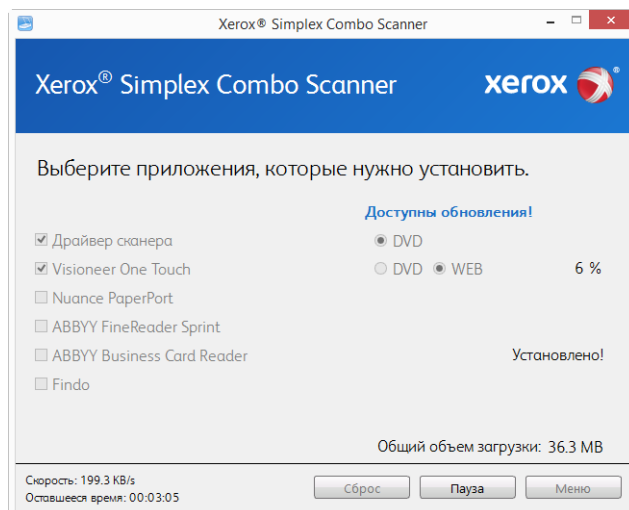 Xerox® Simplex Combo Scanner
Xerox® Simplex Combo Scanner
xerox ®
Выберите приложения, которые нужно установить.
Доступны обновления!
Драйвер сканера DVD
Visioneer One Touch DVD WEB 6 %
Nuance PaperPort
ABBYY FineReader Sprint
ABBYY Business Card Reader Установлено!
Findo
Общий объем загрузки: 36.3 MB
Скорость: 199.3 KB/s
Оставшееся время: 00:03:05
Сброс Пауза Меню